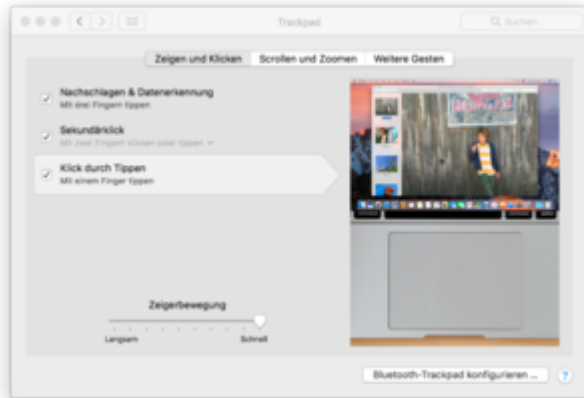 Trackpad
Suchen
Zeigen und Klicken
Scrollen und Zoomen
Weitere Gesten
Nachschlagen & Datenerkennung
Mit drei Fingern tippen
Sekundärklick
Mit zwei Fingern klicken oder tippen
Klick durch Tippen
Mit einem Finger tippen
Zeigerbewegung
Langsam
Schnell
Bluetooth-Trackpad konfigurieren ...
?